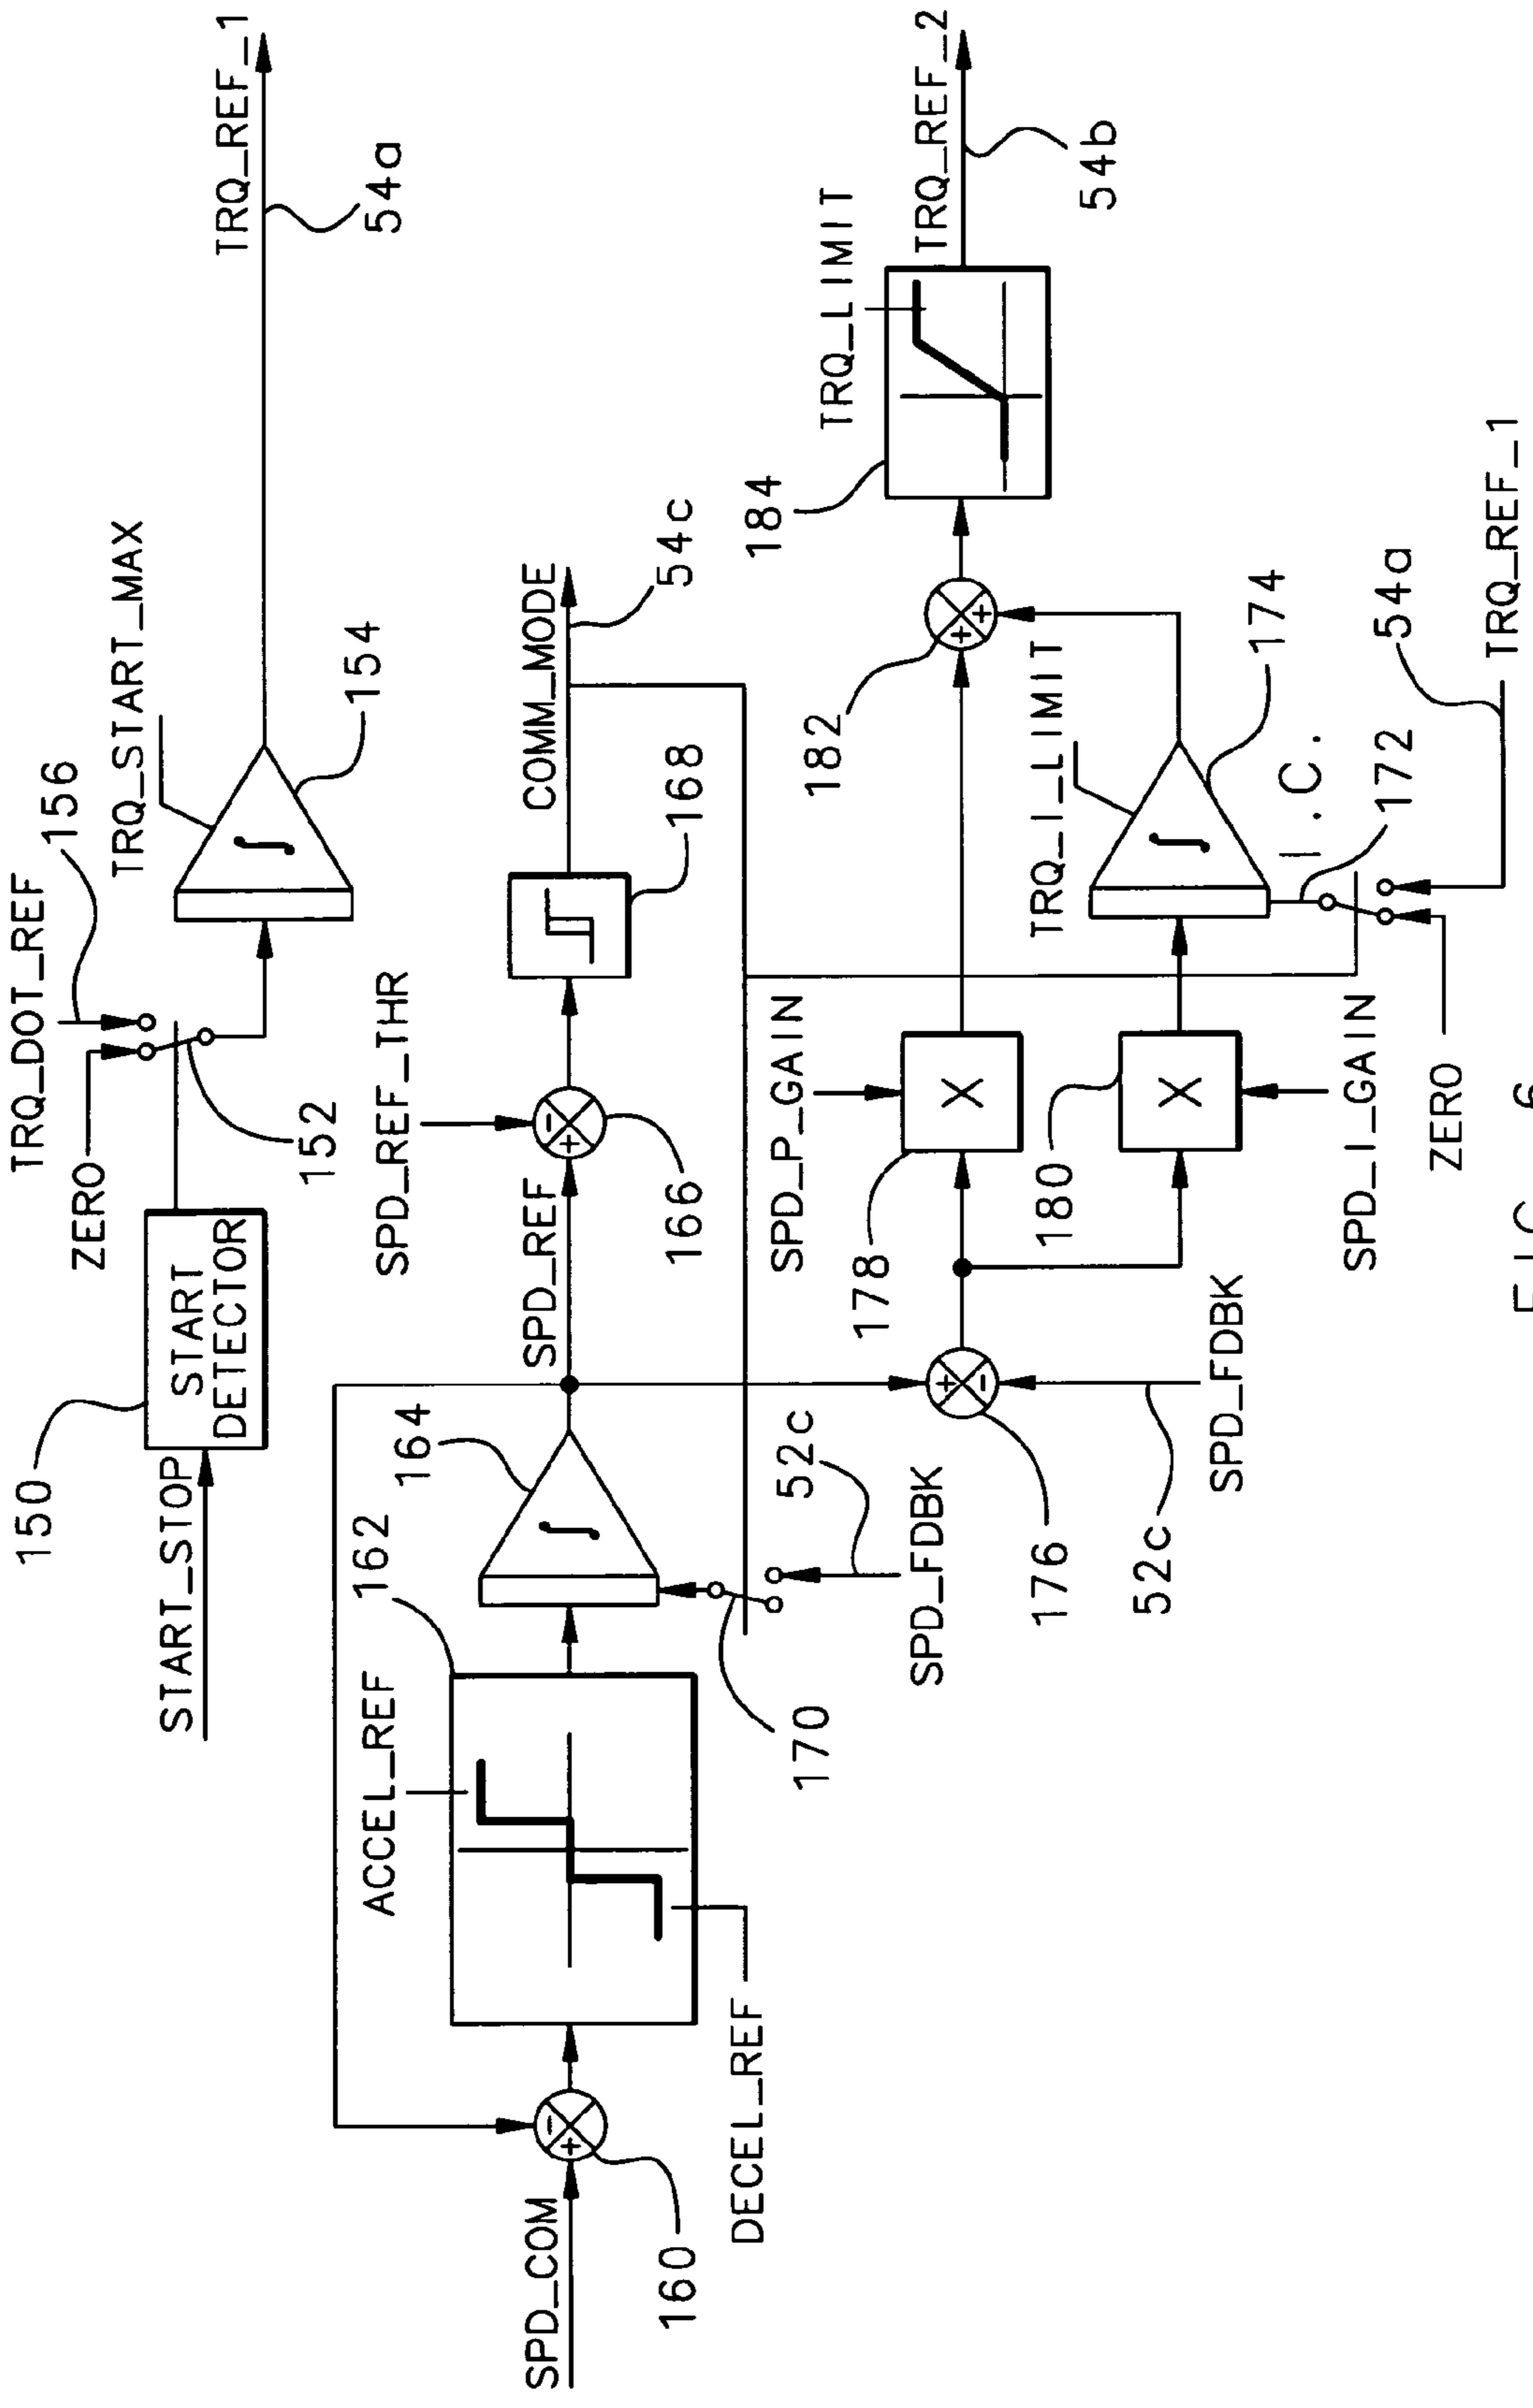 TRQ_DOT_REF
156
ZERO
152
START_STOP
150
START
DETECTOR
TRQ_START_MAX
154
TRQ_REF_1
54a
SPD_COM
160
ACCEL_REF
162
DECEL_REF
164
170
52c
SPD_FDBK
SPD_REF
SPD_REF_THR
166
168
COMM_MODE
54c
+
-
+
-
176
+
-
52c
SPD_FDBK
SPD_P_GAIN
178
X
180
X
SPD_I_GAIN
ZERO
TRQ_I_LIMIT
174
I.C.
172
54a
TRQ_REF_1
182
+
+
184
TRQ_LIMIT
TRQ_REF_2
54b